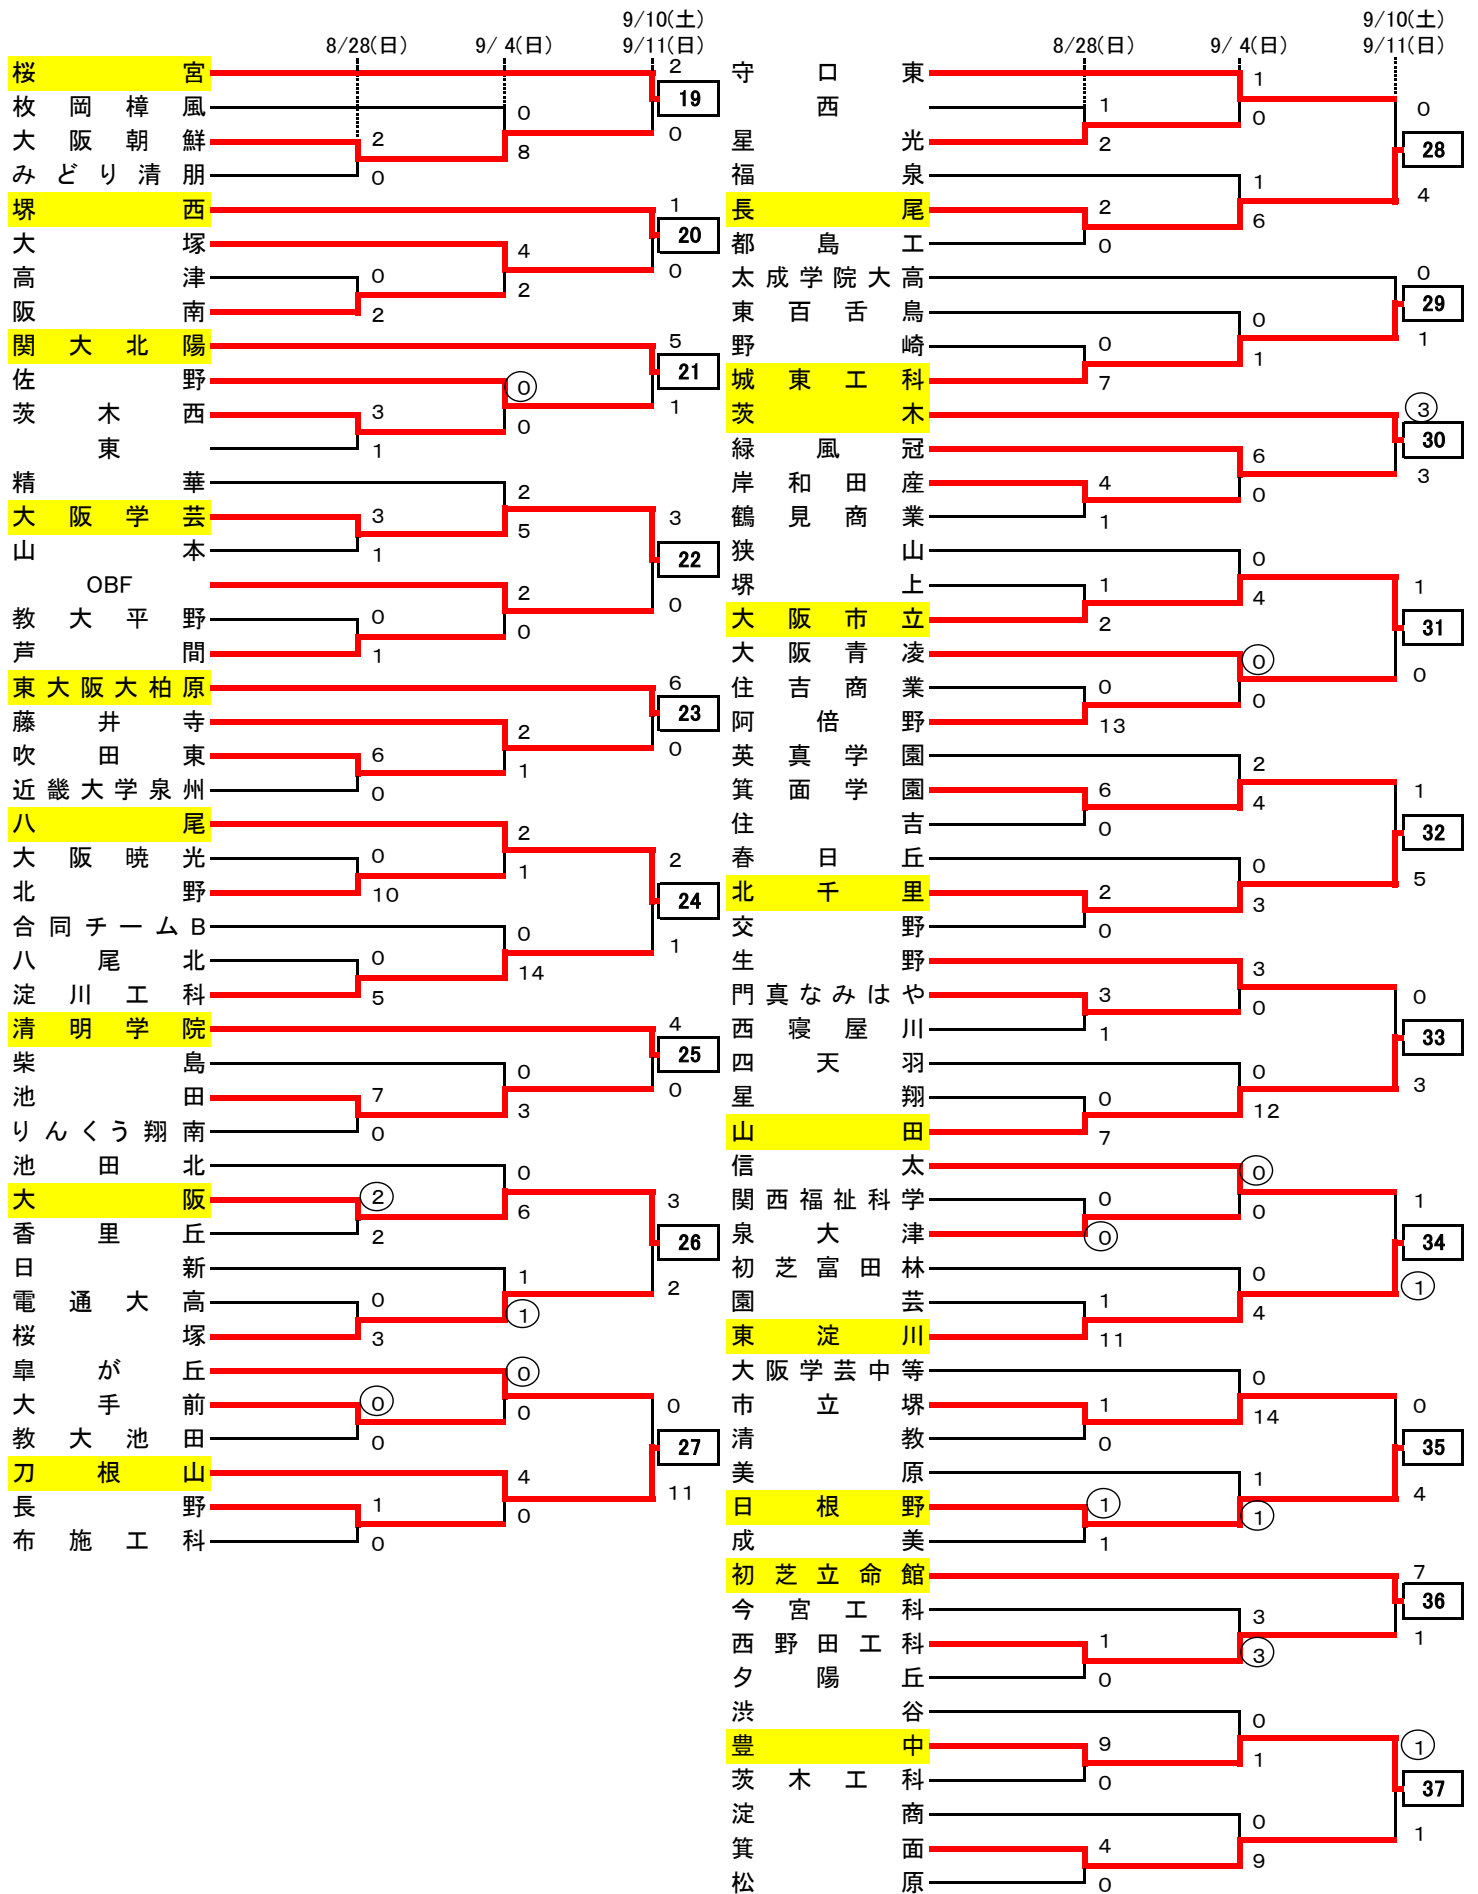 9/10(土)
8/28(日) 9/ 4(日) 9/11(日)
桜宮 2
19
枚岡樟風 0
大阪朝鮮 2 0
8
みどり清朋 0
堺西 1
20
大塚 4
高津 0 0
2
阪南 2
関大北陽 5
21
佐野 0
茨木西 3 1
0
東 1
精華 2
大阪学芸 3 3
5
山本 1
22
OBF 2
教大平野 0 0
0
芦間 1
東大阪大柏原 6
23
藤井寺 2
吹田東 6 0
1
近畿大学泉州 0
八尾 2
大阪暁光 0 2
1
北野 10
24
合同チームB 0
八尾北 0 1
14
淀川工科 5
清明学院 4
25
柴島 0
池田 7 0
3
りんくう翔南 0
池田北 0
大阪 2 3
6
香里丘 2
26
日新 1
電通大高 0 2
1
桜塚 3
皐が丘 0
大手前 0 0
0
教大池田 0
27
刀根山 4
長野 1 11
0
布施工科 0
9/10(土)
8/28(日) 9/ 4(日) 9/11(日)
守口東 1
西 1 0
0
星光 2
28
福泉 1
長尾 2 4
6
都島工 0
太成学院大高 0
29
東百舌鳥 0
野崎 0 1
1
城東工科 7
茨木 3
30
緑風冠 6
岸和田産 4 3
0
鶴見商業 1
狭山 0
堺上 1 1
4
大阪市立 2
31
大阪青凌 0
住吉商業 0 0
0
阿倍野 13
英真学園 2
箕面学園 6 1
4
住吉 0
32
春日丘 0
北千里 2 5
3
交野 0
生野 3
門真なみはや 3 0
0
西寝屋川 1
33
四天羽 0
星翔 0 3
12
山田 7
信太 0
関西福祉科学 0 1
0
泉大津 0
34
初芝富田林 0
園芸 1 1
4
東淀川 11
大阪学芸中等 0
市立堺 1 0
14
清教 0
35
美原 1
日根野 1 4
1
成美 1
初芝立命館 7
36
今宮工科 3
西野田工科 1 1
3
夕陽丘 0
渋谷 0
豊中 9 1
1
茨木工科 0
37
淀商 0
箕面 4 1
9
松原 0